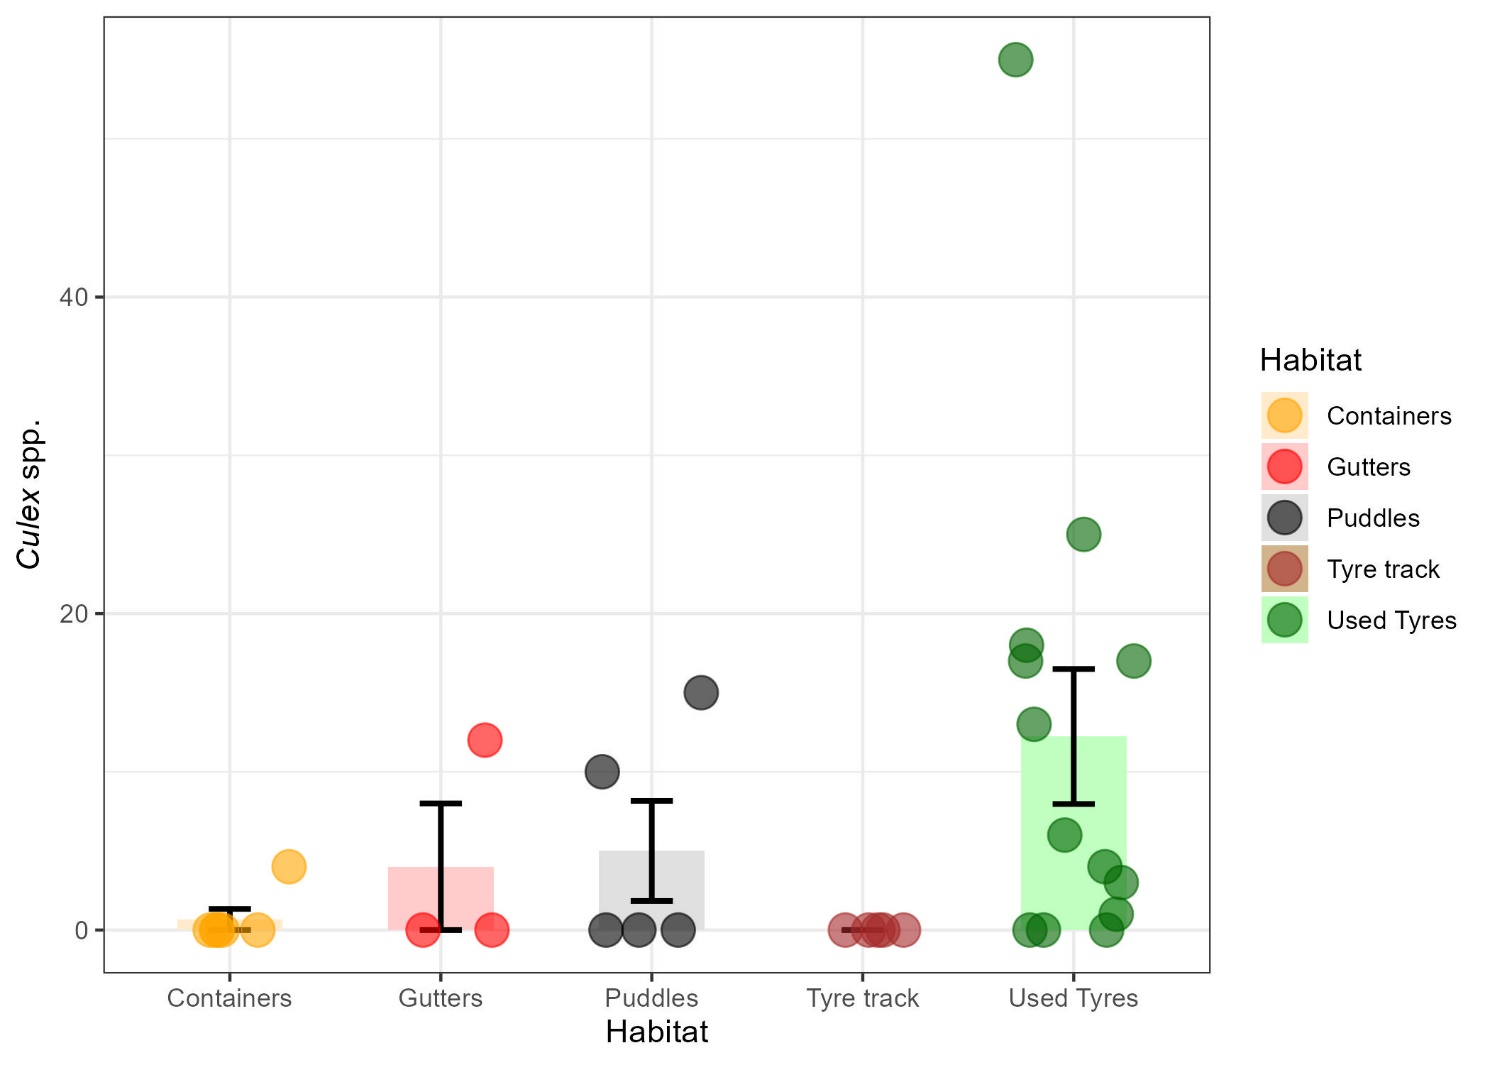 Culex spp.
40
20
0
Containers
Gutters
Puddles
Tyre track
Used Tyres
Habitat
Habitat
Containers
Gutters
Puddles
Tyre track
Used Tyres